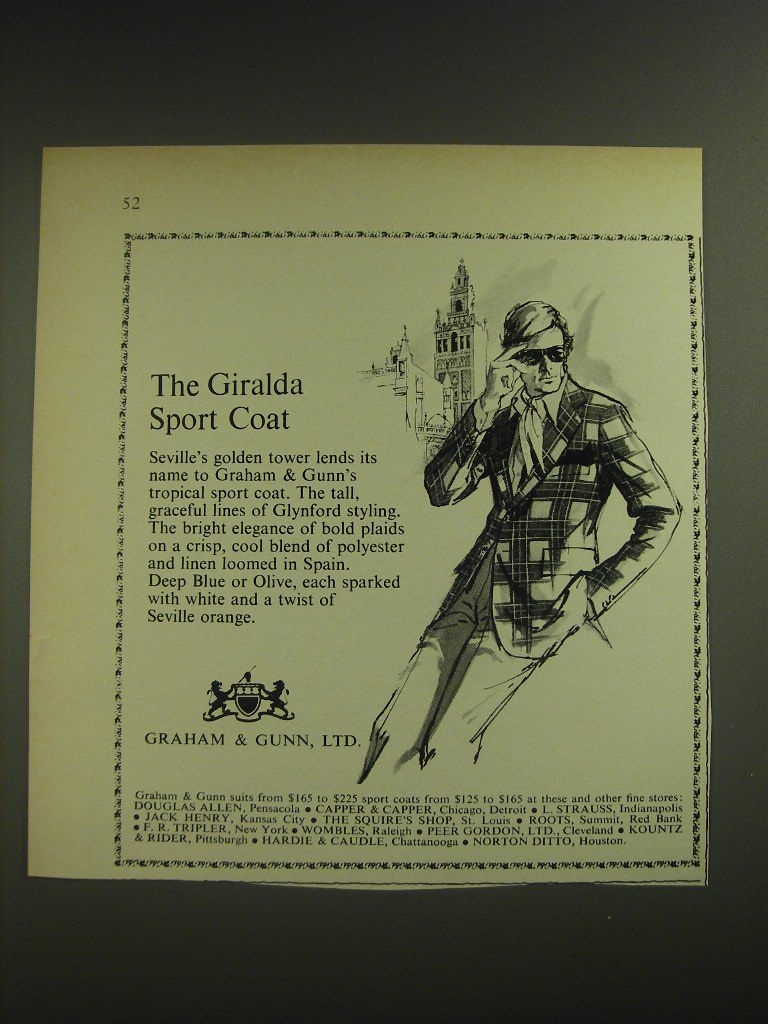 52
The Giralda
Sport Coat
Seville's golden tower lends its
name to Graham & Gunn's
tropical sport coat. The tall,
graceful lines of Glynford styling.
The bright elegance of bold plaids
on a crisp, cool blend of polyester
and linen loomed in Spain.
Deep Blue or Olive, each sparked
with white and a twist of
Seville orange.
GRAHAM & GUNN, LTD.
Graham & Gunn suits from $165 to $225 sport coats from $125 to $165 at these and other fine stores:
DOUGLAS ALLEN, Pensacola • CAPPER & CAPPER, Chicago, Detroit • L. STRAUSS, Indianapolis
• JACK HENRY, Kansas City • THE SQUIRE'S SHOP, St. Louis • ROOTS, Summit, Red Bank
• F. R. TRIPLER, New York • WOMBLES, Raleigh • PEER GORDON, LTD., Cleveland • KOUNTZ
& RIDER, Pittsburgh • HARDIE & CAUDLE, Chattanooga • NORTON DITTO, Houston.